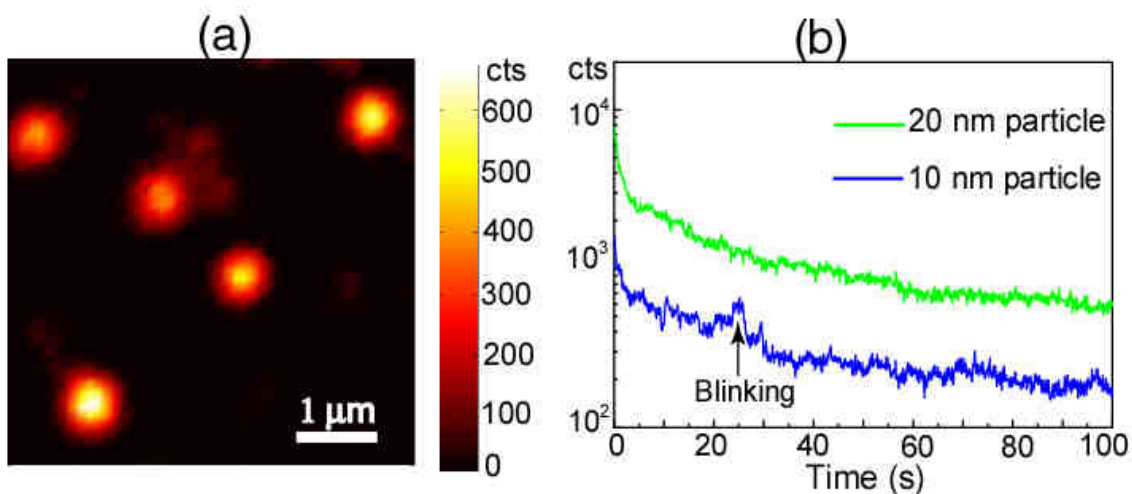 (a)
cts
600
500
400
300
200
100
0
1 μm
(b)
cts
10^4
10^3
10^2
20 nm particle
10 nm particle
Blinking
0 20 40 60 80 100
Time (s)